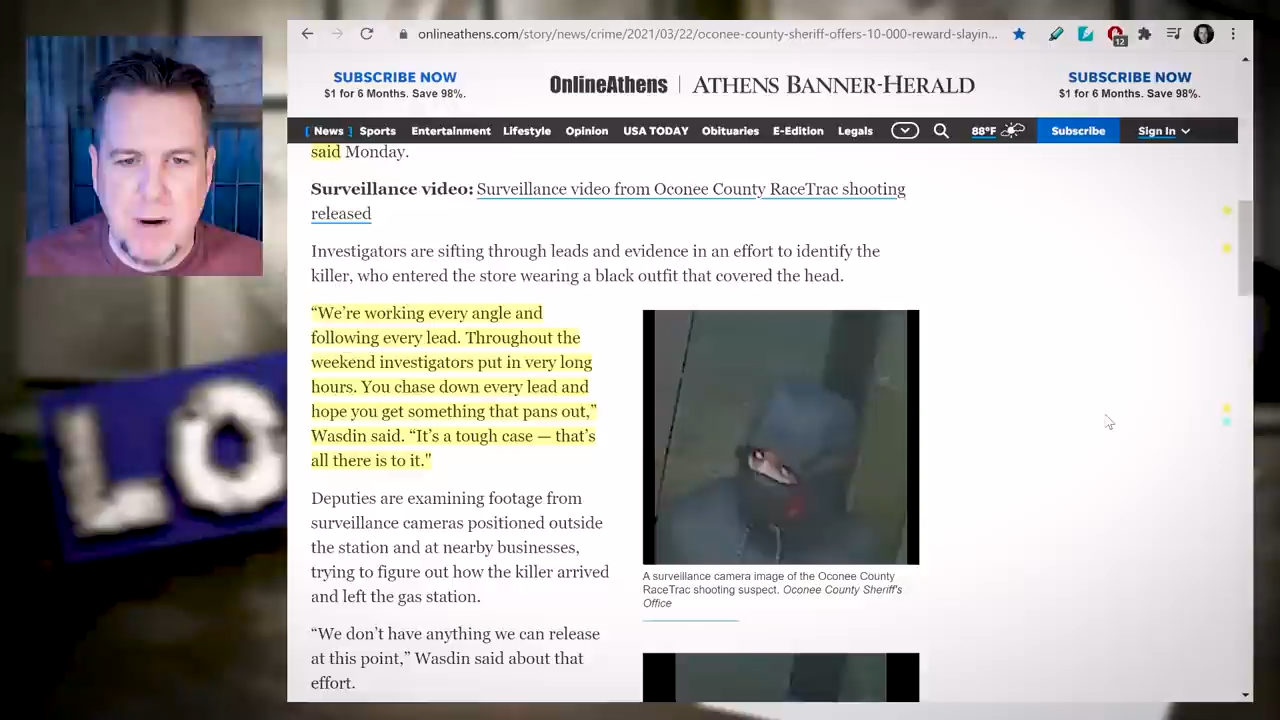 onlineathens.com/story/news/crime/2021/03/22/oconee-county-sheriff-offers-10-000-reward-slayin...
12
SUBSCRIBE NOW
$1 for 6 Months. Save 98%.
OnlineAthens | ATHENS BANNER-HERALD
SUBSCRIBE NOW
$1 for 6 Months. Save 98%.
[ News ] Sports Entertainment Lifestyle Opinion USA TODAY Obituaries E-Edition Legals 88°F Subscribe Sign In
said Monday.
Surveillance video: Surveillance video from Oconee County RaceTrac shooting
released
Investigators are sifting through leads and evidence in an effort to identify the
killer, who entered the store wearing a black outfit that covered the head.
“We’re working every angle and
following every lead. Throughout the
weekend investigators put in very long
hours. You chase down every lead and
hope you get something that pans out,”
Wasdin said. “It’s a tough case — that’s
all there is to it."
Deputies are examining footage from
surveillance cameras positioned outside
the station and at nearby businesses,
trying to figure out how the killer arrived
and left the gas station.
“We don’t have anything we can release
at this point,” Wasdin said about that
effort.
A surveillance camera image of the Oconee County
RaceTrac shooting suspect. Oconee County Sheriff's
Office
LO